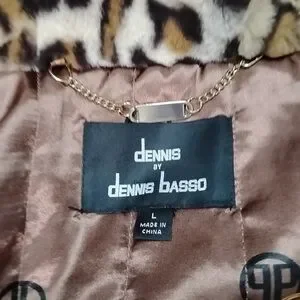 dENNIS
BY
dENNIS bASSO
L
MADE IN
CHINA